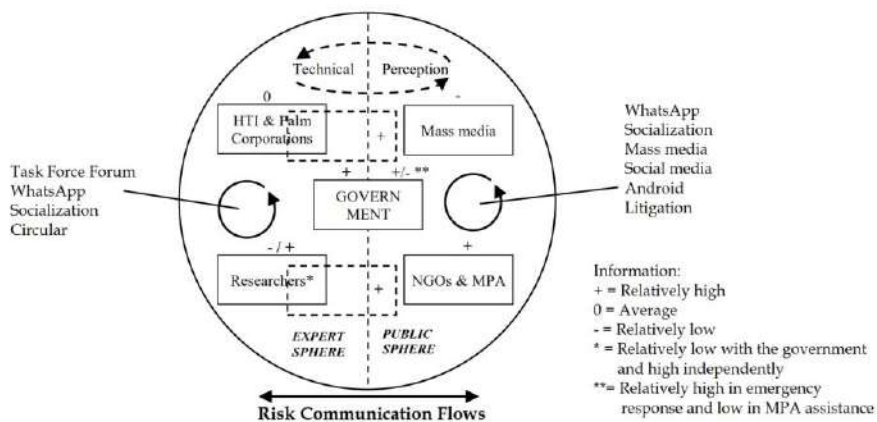 Technical
Perception
0
-
HTI & Palm
Corporations
+
Mass media
WhatsApp
Socialization
Mass media
Social media
Android
Litigation
Task Force Forum
WhatsApp
Socialization
Circular
+
+/- **
GOVERN
MENT
- / +
+
Researchers*
+
NGOs & MPA
EXPERT
SPHERE
PUBLIC
SPHERE
Information:
+ = Relatively high
0 = Average
- = Relatively low
* = Relatively low with the government
and high independently
**= Relatively high in emergency
response and low in MPA assistance
Risk Communication Flows